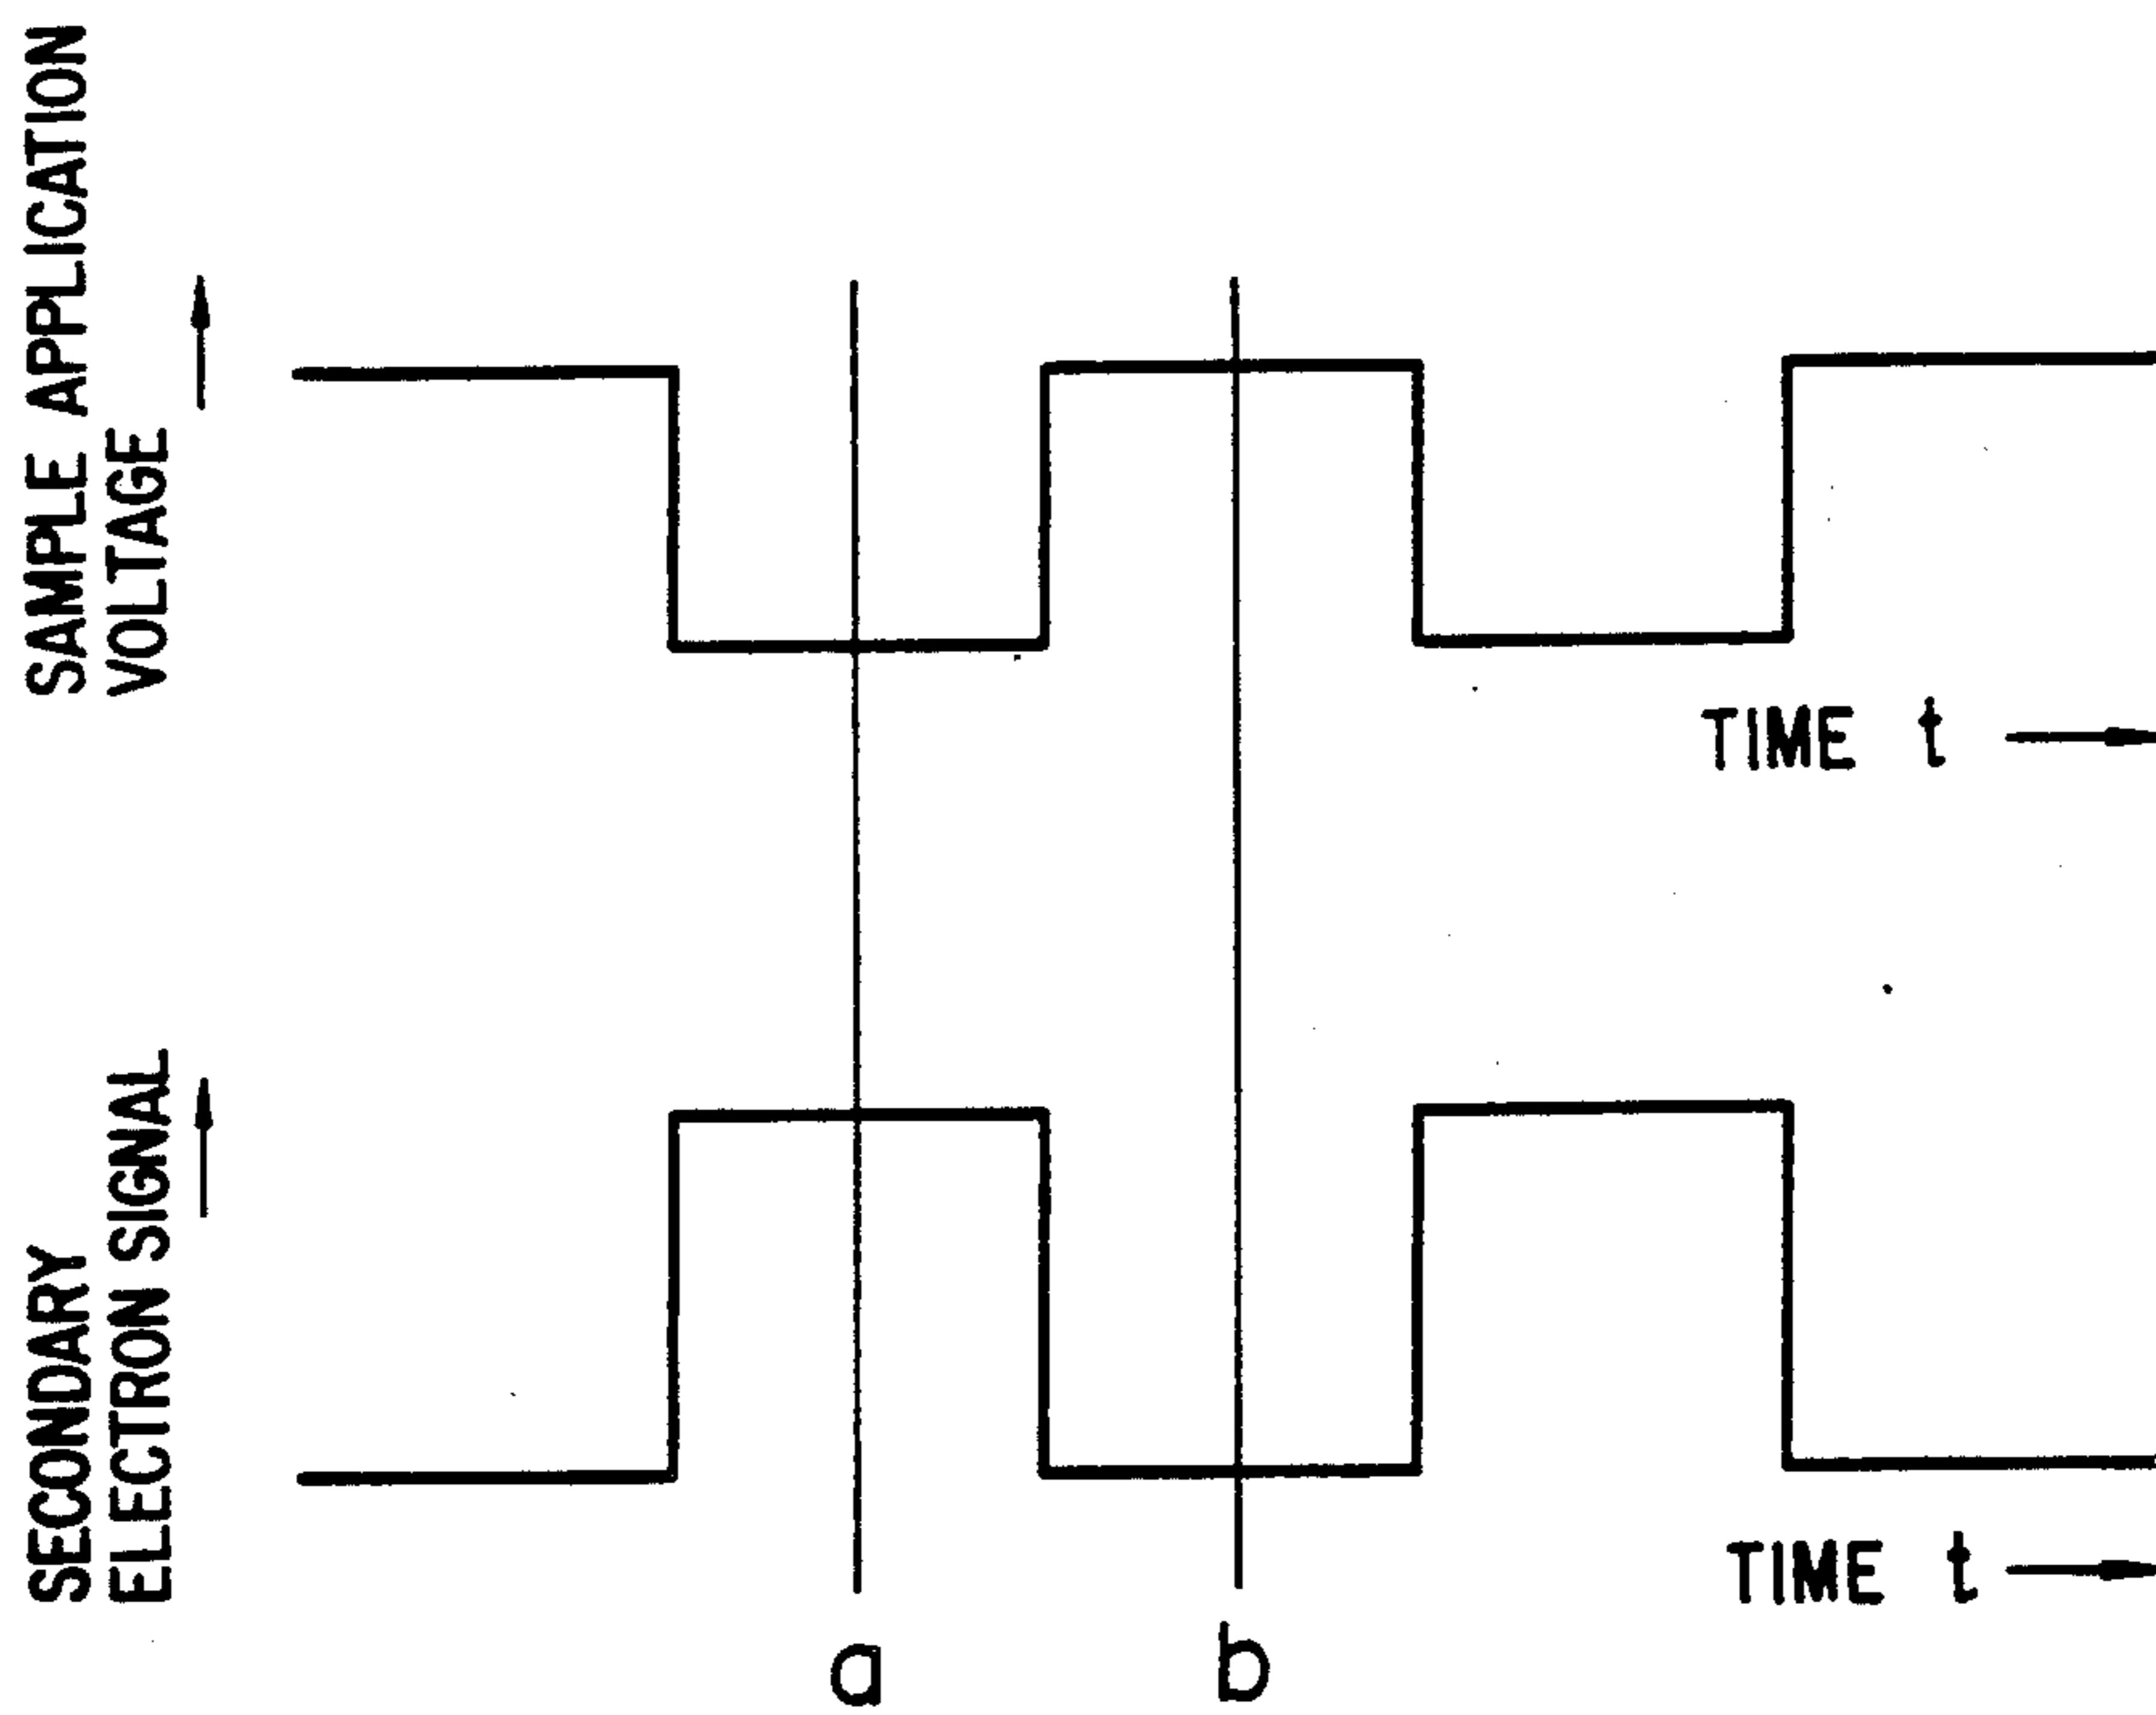 SAMPLE APPLICATION
VOLTAGE
TIME t
SECONDARY
ELECTRON SIGNAL
TIME t
a
b